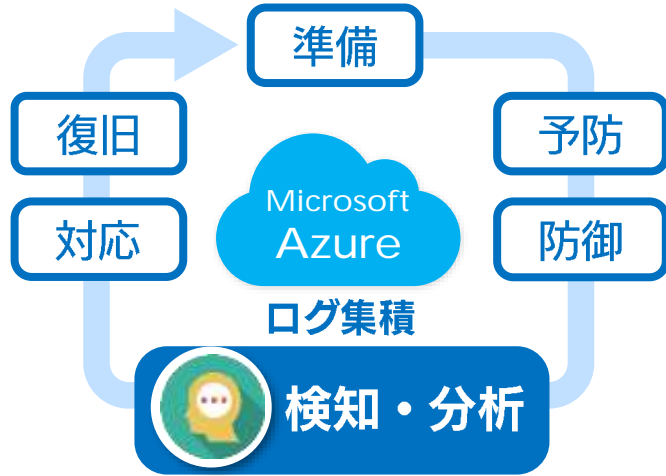 準備
復旧
予防
対応
防御
Microsoft
Azure
ログ集積
検知・分析